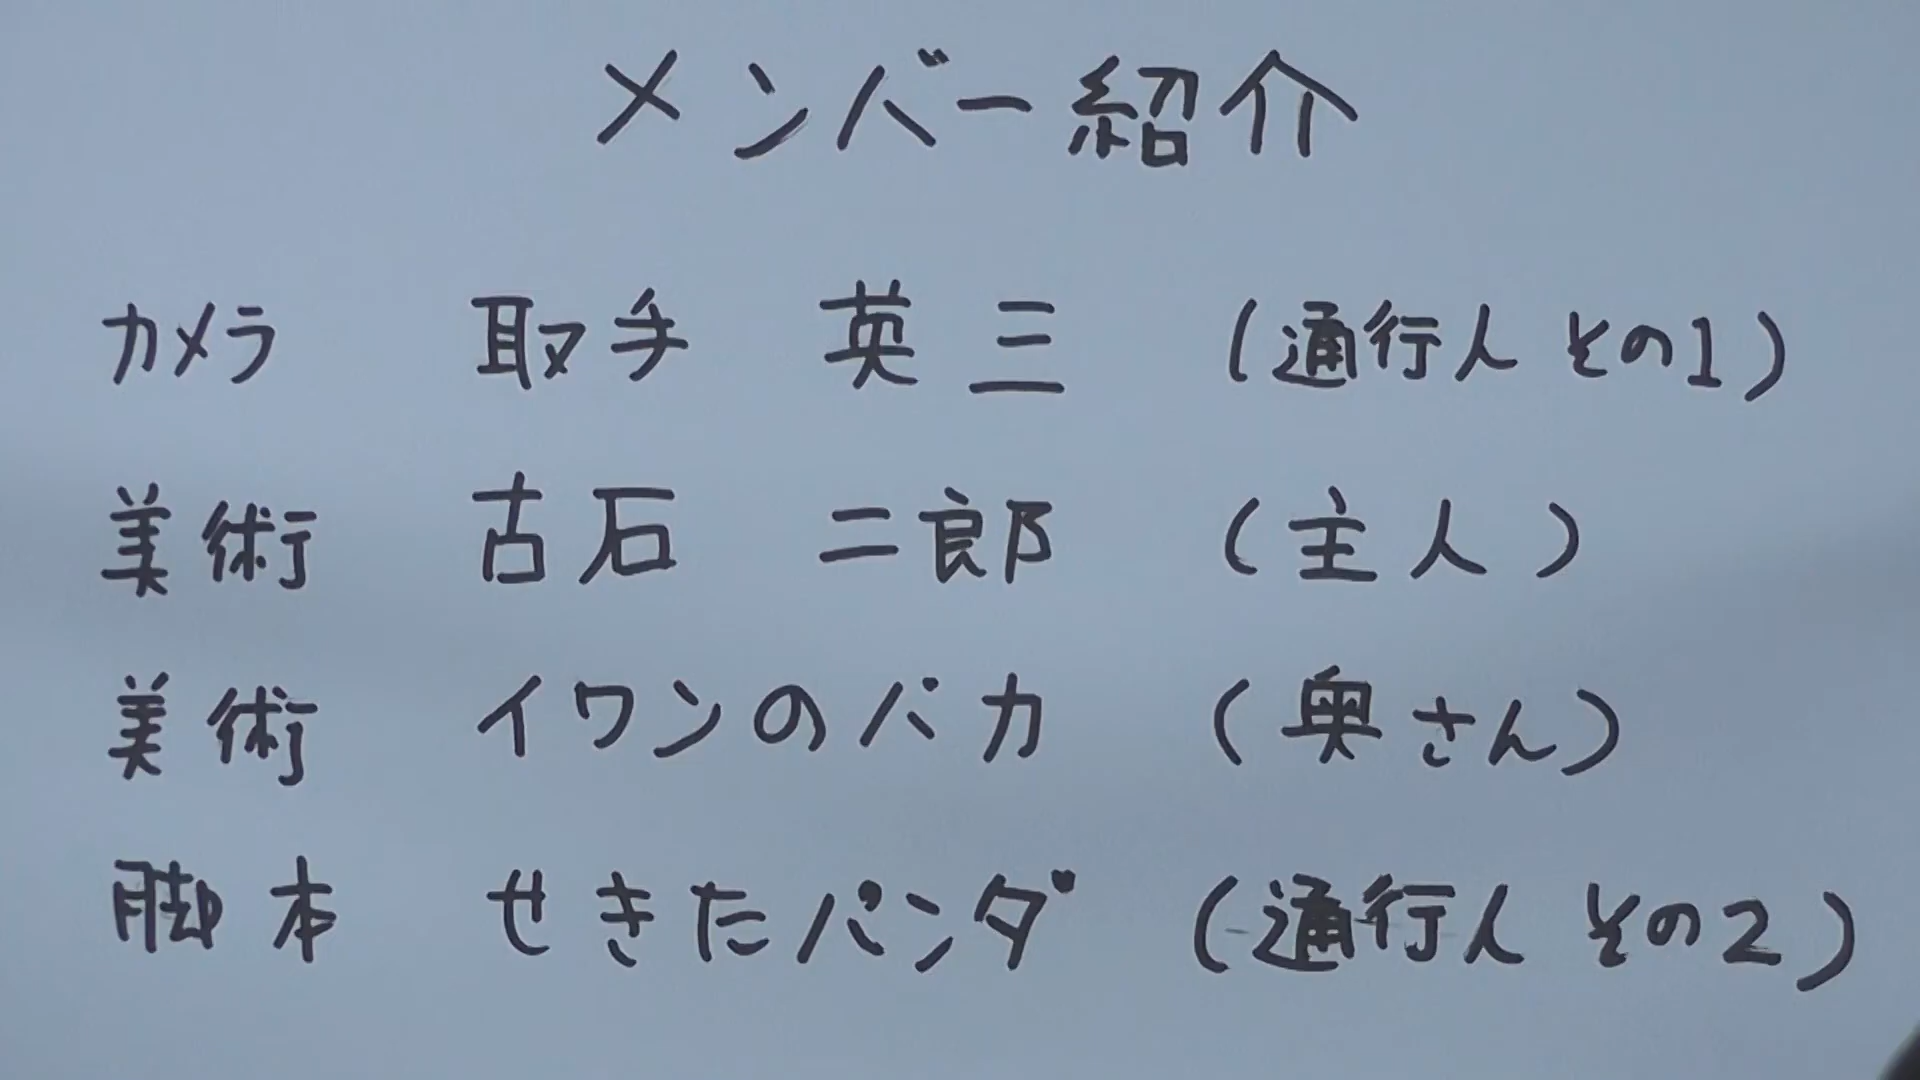 メンバー紹介
カメラ 取手 英三 (通行人 その1)
美術 古石 二郎 (主人)
美術 イワンのバカ (奥さん)
脚本 せきたパンダ (通行人 その2)